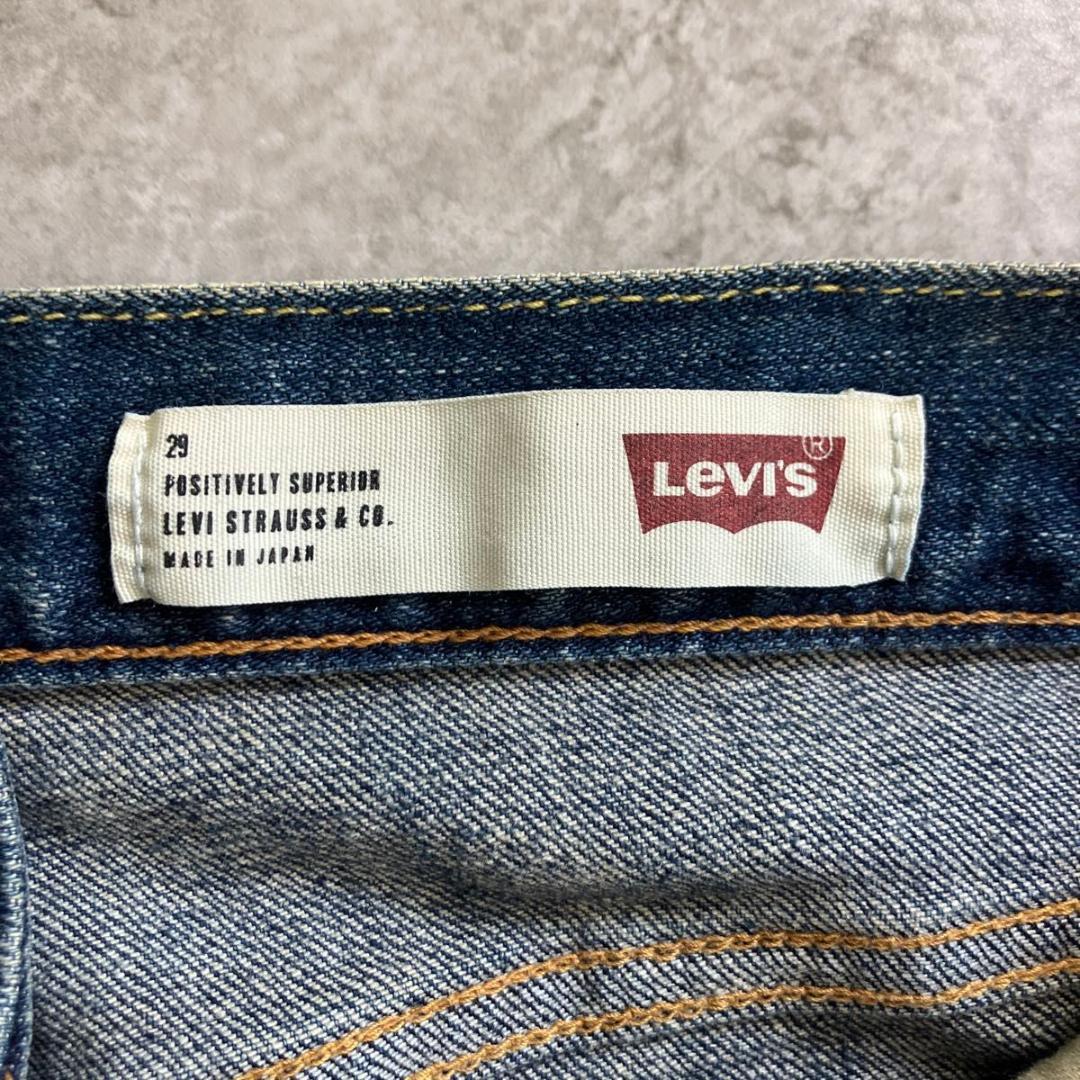 29
POSITIVELY SUPERIOR
LEVI STRAUSS & CO.
MADE IN JAPAN
LEVI'S®